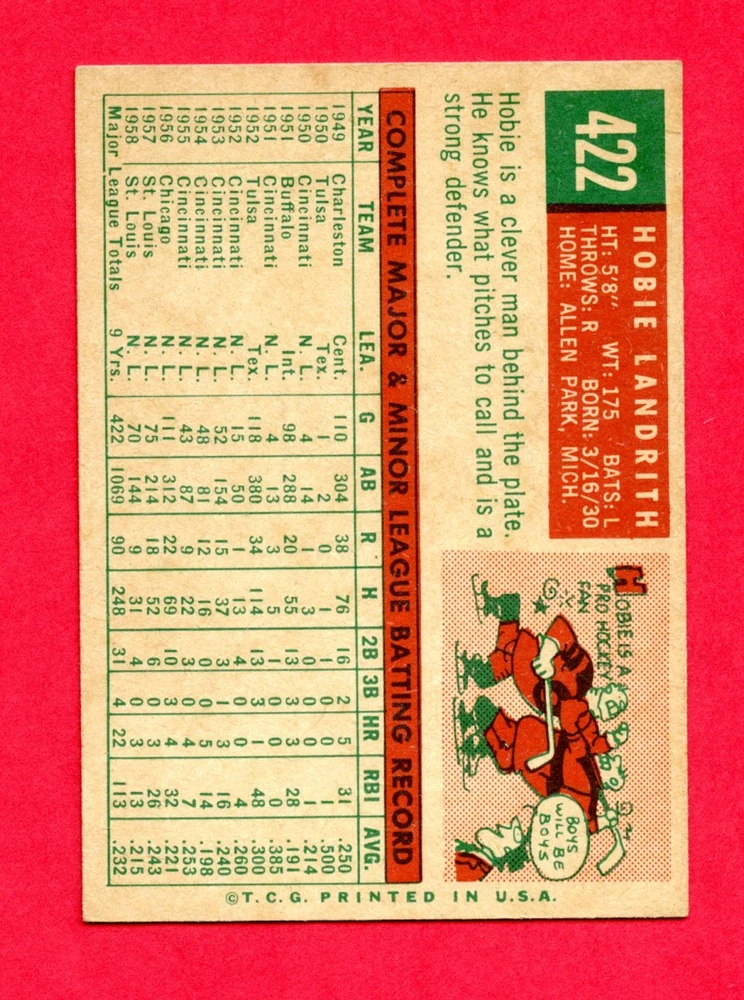 422
HOBIE LANDRITH
HT: 5'8" WT: 175 BATS: L
THROWS: R BORN: 3/16/30
HOME: ALLEN PARK, MICH.
Hobie is a clever man behind the plate.
He knows what pitches to call and is a
strong defender.
HOBIE IS A
PRO HOCKEY
FAN
BOYS
WILL BE
BOYS
COMPLETE MAJOR & MINOR LEAGUE BATTING RECORD
YEAR TEAM LEA. G AB R H 2B 3B HR RBI AVG.
1949 Charleston Cent. 110 304 38 76 16 2 5 31 .250
1950 Tulsa Tex. 1 2 0 1 0 0 0 1 .500
1950 Cincinnati N. L. 4 14 1 3 0 0 0 1 .214
1951 Buffalo Int. 98 288 20 55 13 3 3 28 .191
1951 Cincinnati N. L. 4 13 3 5 1 0 0 0 .385
1952 Tulsa Tex. 118 380 34 114 13 3 1 48 .300
1952 Cincinnati N. L. 15 50 1 13 4 0 0 4 .260
1953 Cincinnati N. L. 52 154 15 37 3 1 3 16 .240
1954 Cincinnati N. L. 48 81 12 16 0 0 5 14 .198
1955 Cincinnati N. L. 43 87 9 22 3 0 4 7 .253
1956 Chicago N. L. 111 312 22 69 10 3 4 32 .221
1957 St. Louis N. L. 75 214 18 52 6 0 3 26 .243
1958 St. Louis N. L. 70 144 9 31 4 0 3 13 .215
Major League Totals 9 Yrs. 422 1069 90 248 31 4 22 113 .232
©T.C.G. PRINTED IN U.S.A.